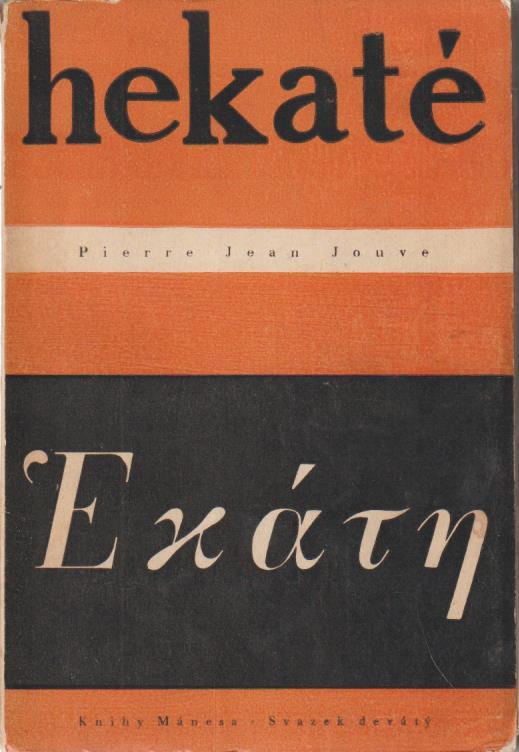 hekaté
Pierre Jean Jouve
Ἑκάτη
Knihy Mánesa · Svazek devátý